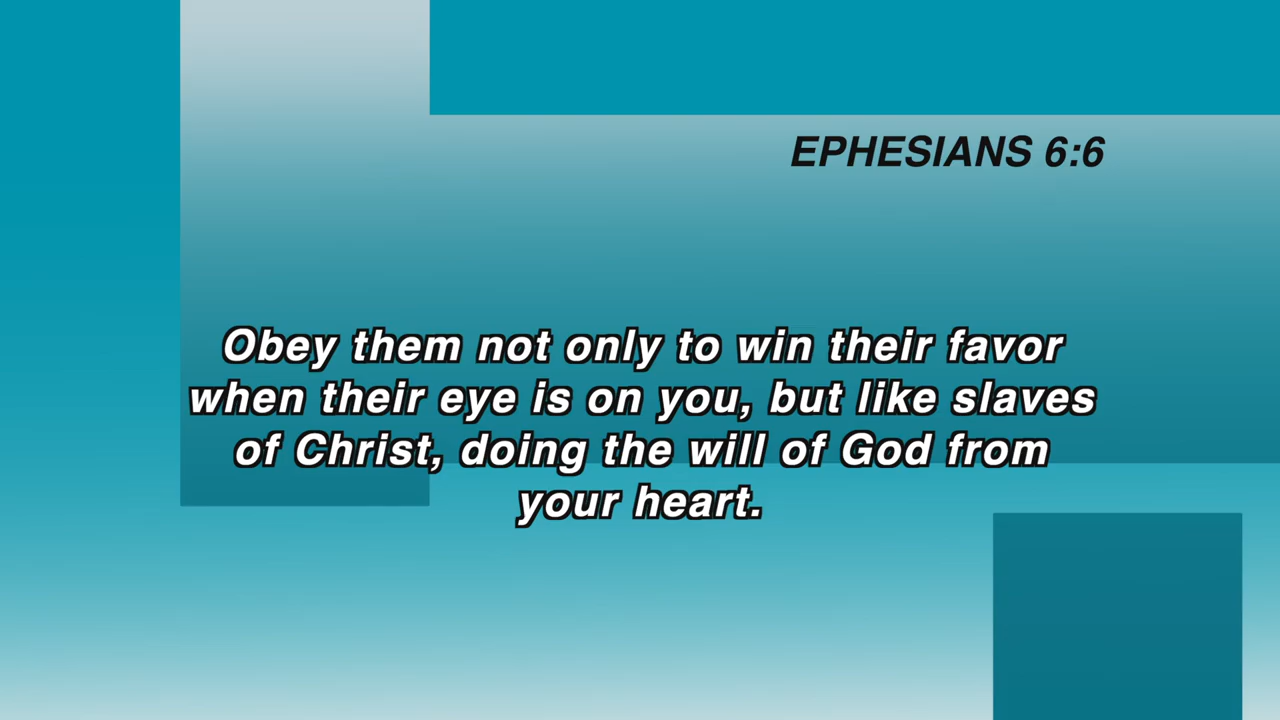 EPHESIANS 6:6
Obey them not only to win their favor
when their eye is on you, but like slaves
of Christ, doing the will of God from
your heart.